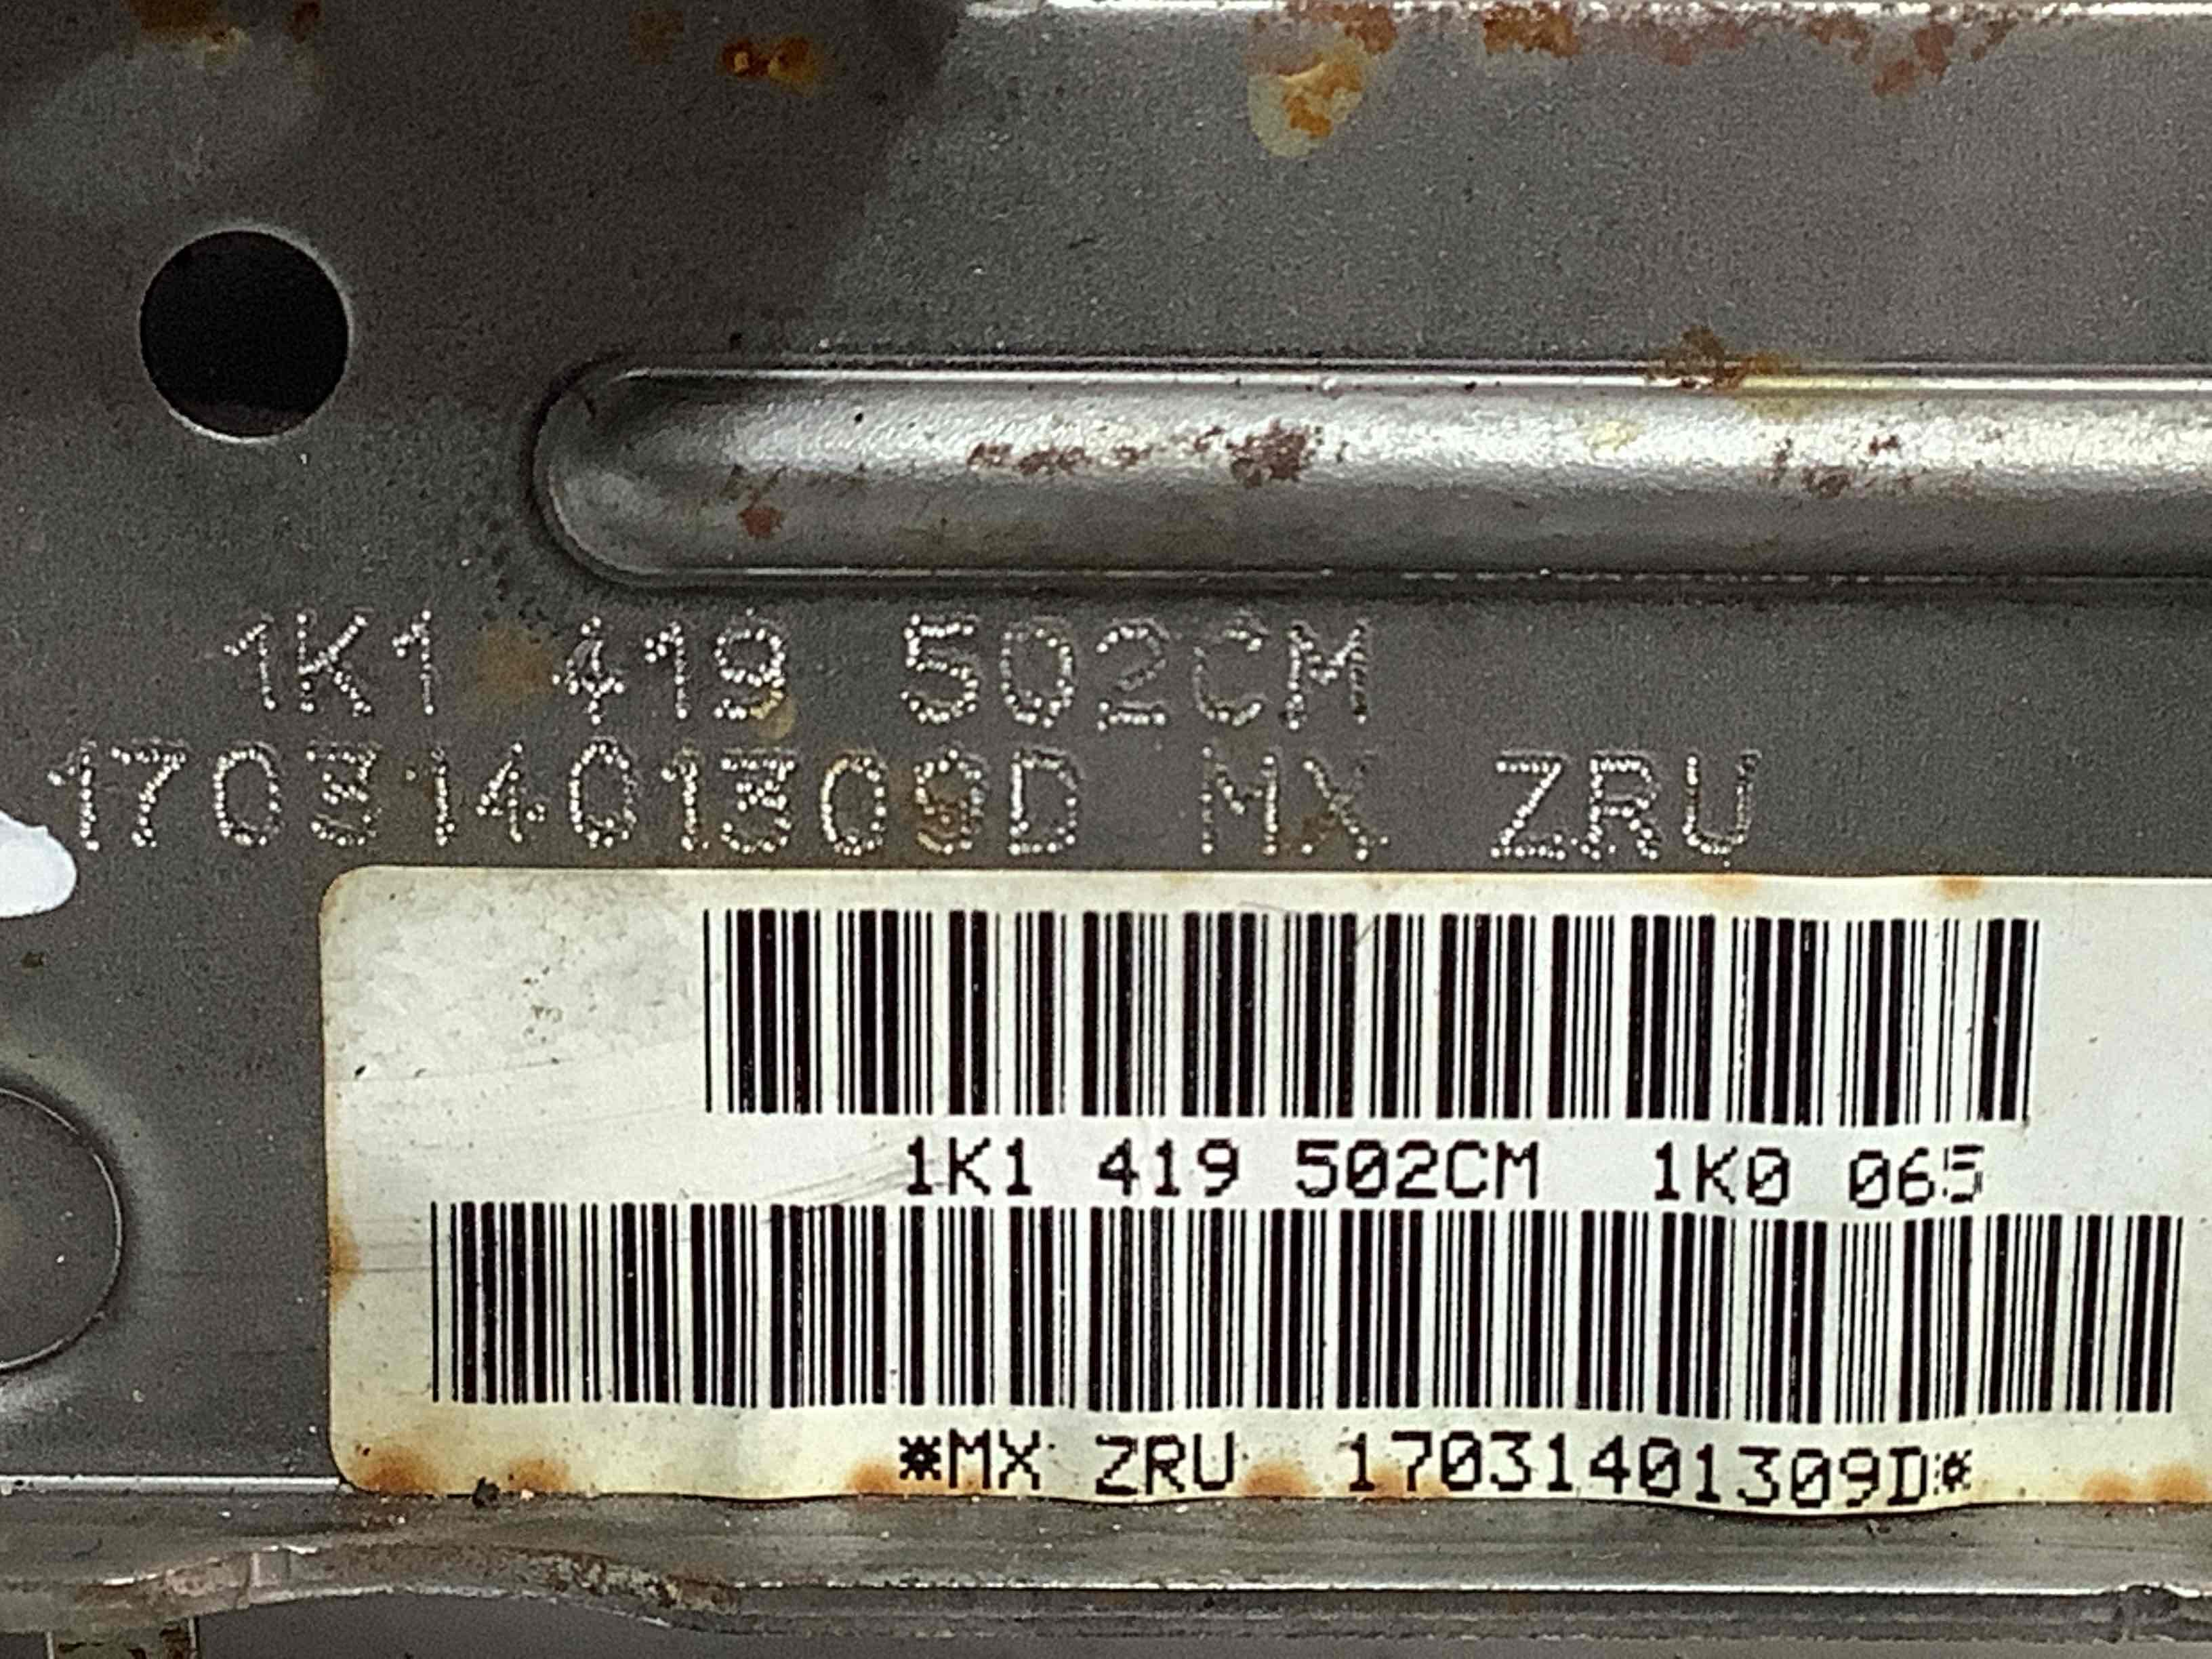 1K1 419 502CM
17031401309D MX ZRU
1K1 419 502CM 1K0 065
*MX ZRU 17031401309D*